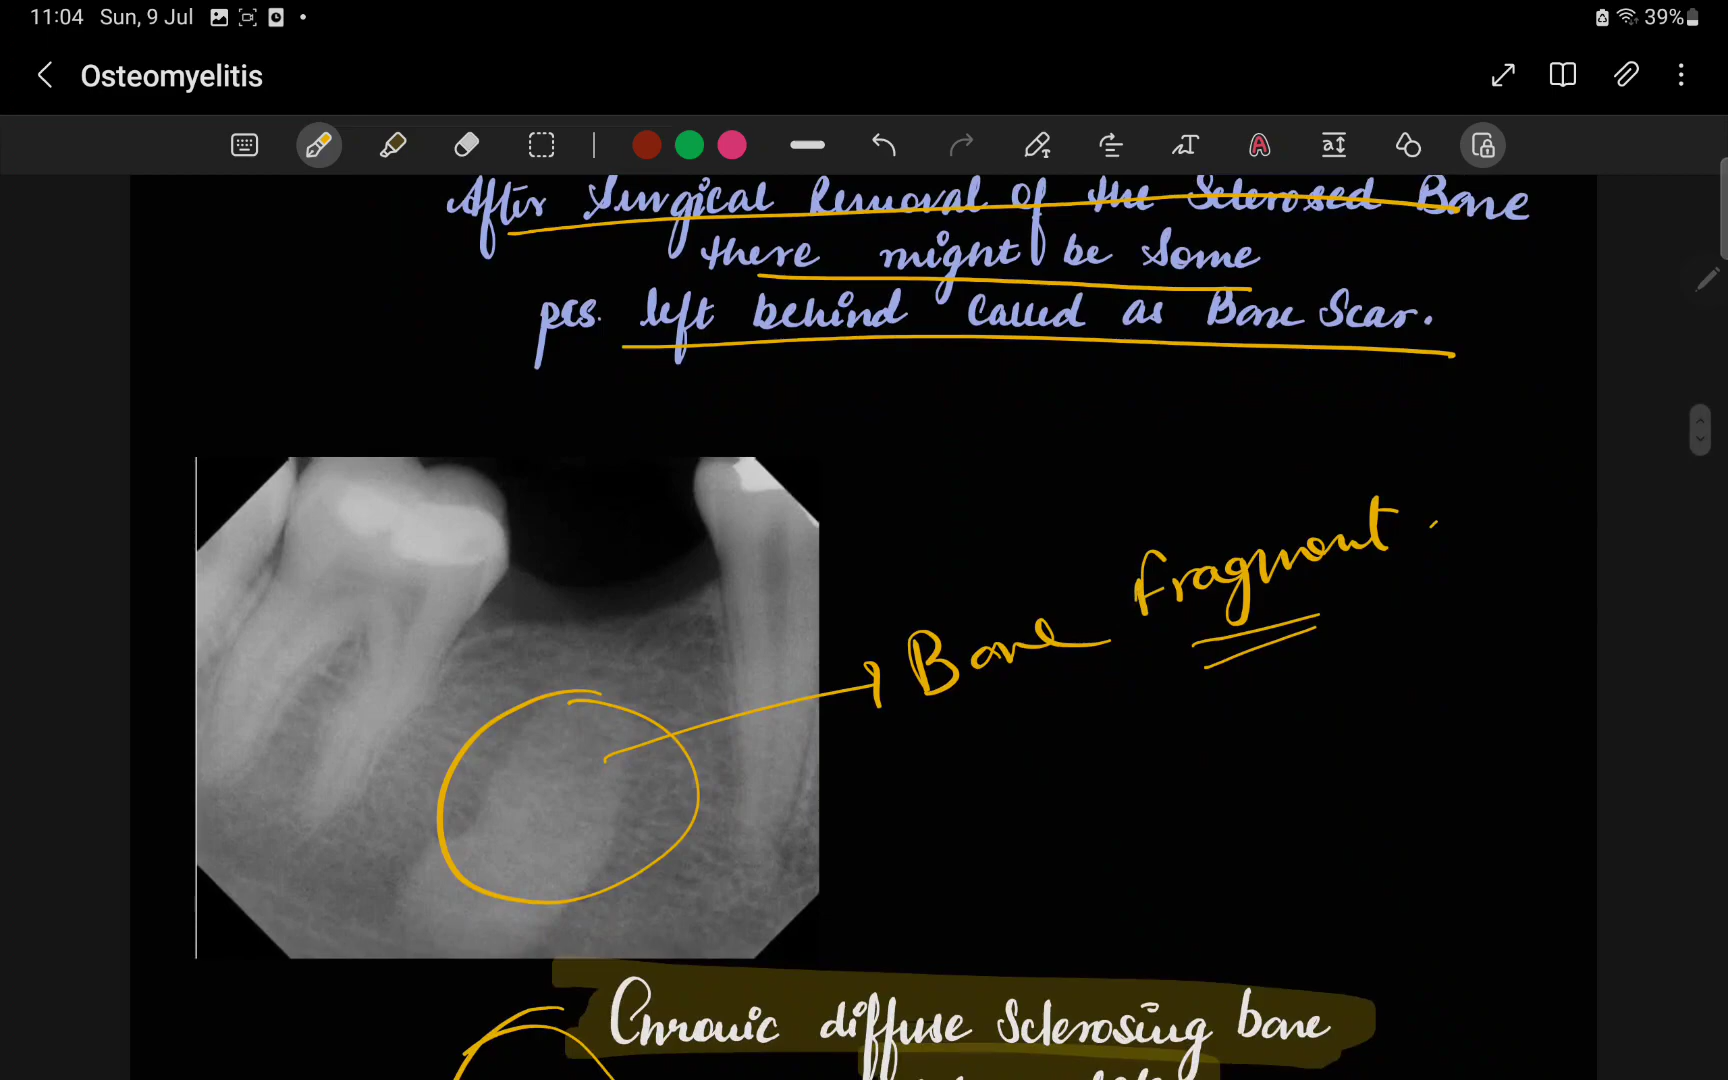 11:04 Sun, 9 Jul 39%
Osteomyelitis
After Surgical Removal of the Sclerosed Bone
there might be some
pcs. left behind called as Bone Scar.
Bone fragment
Chronic diffuse Sclerosing bone